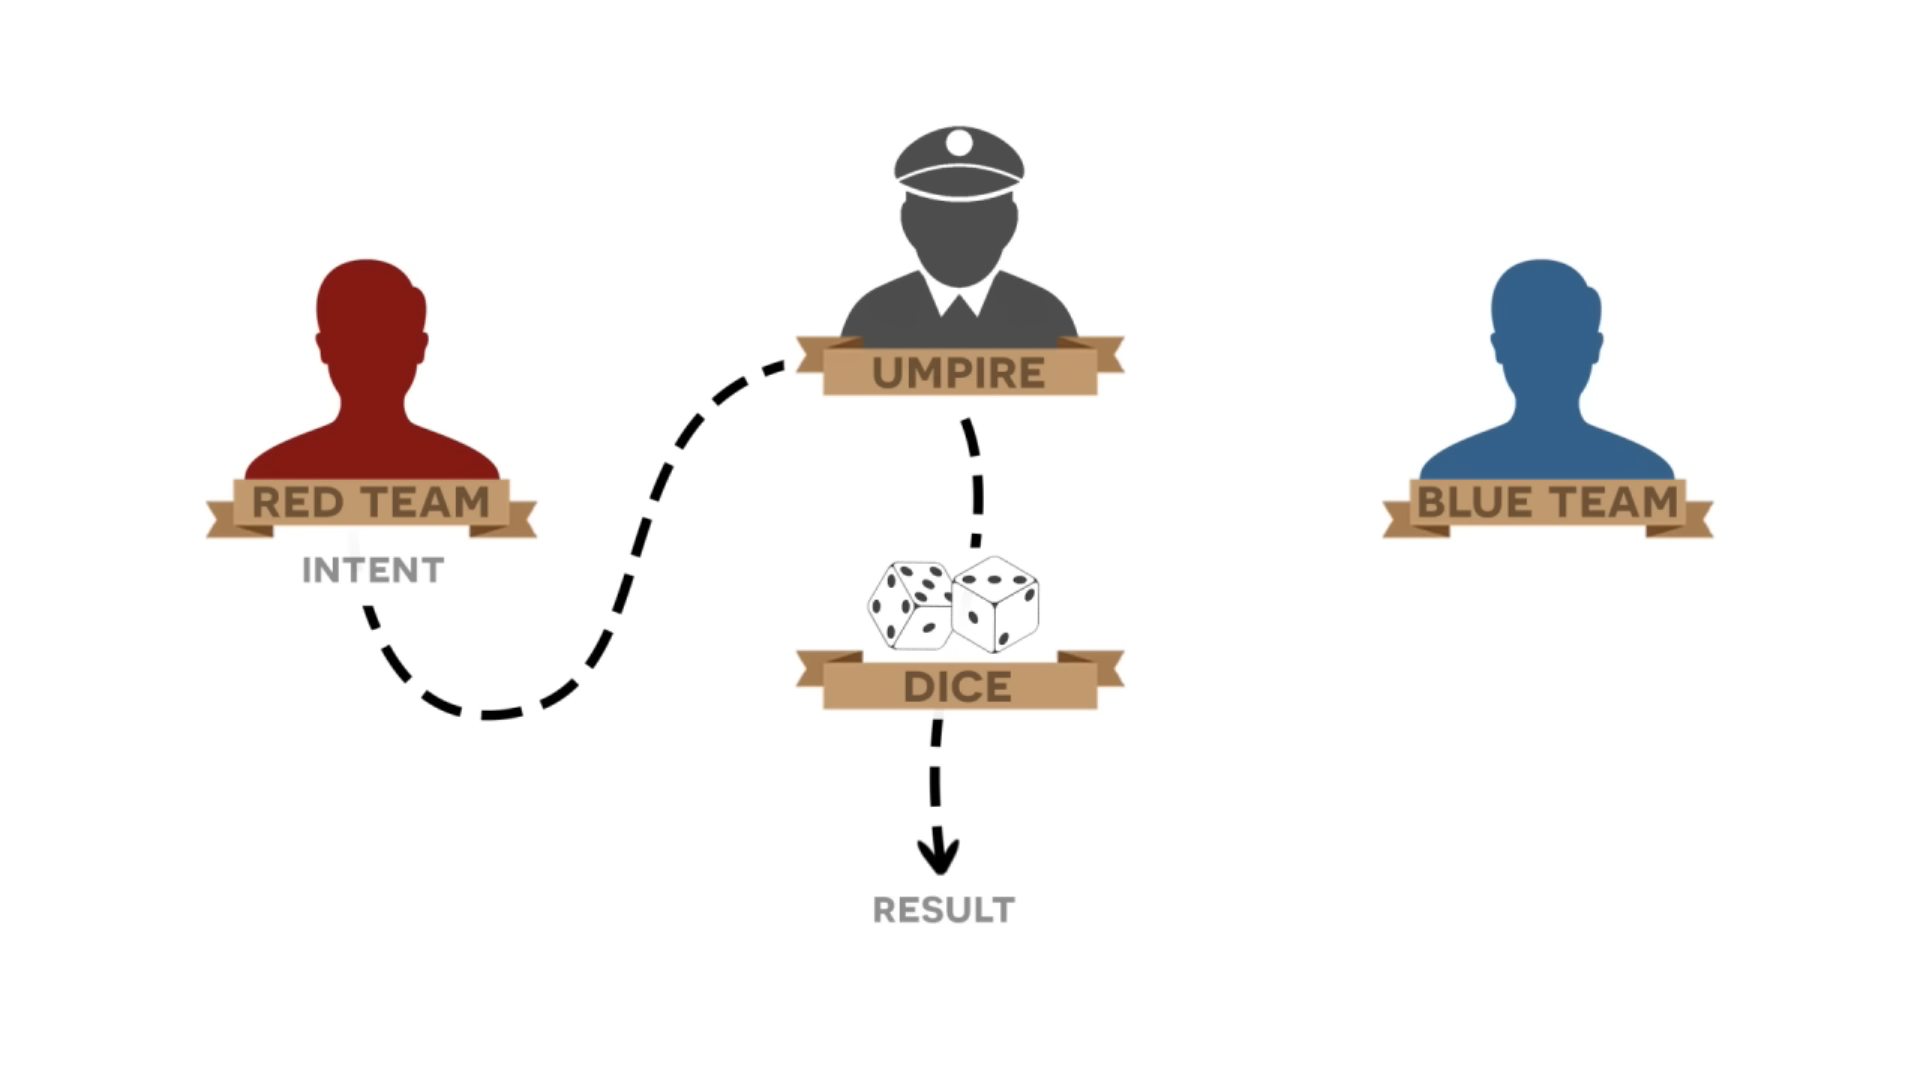 UMPIRE
RED TEAM
BLUE TEAM
INTENT
DICE
RESULT